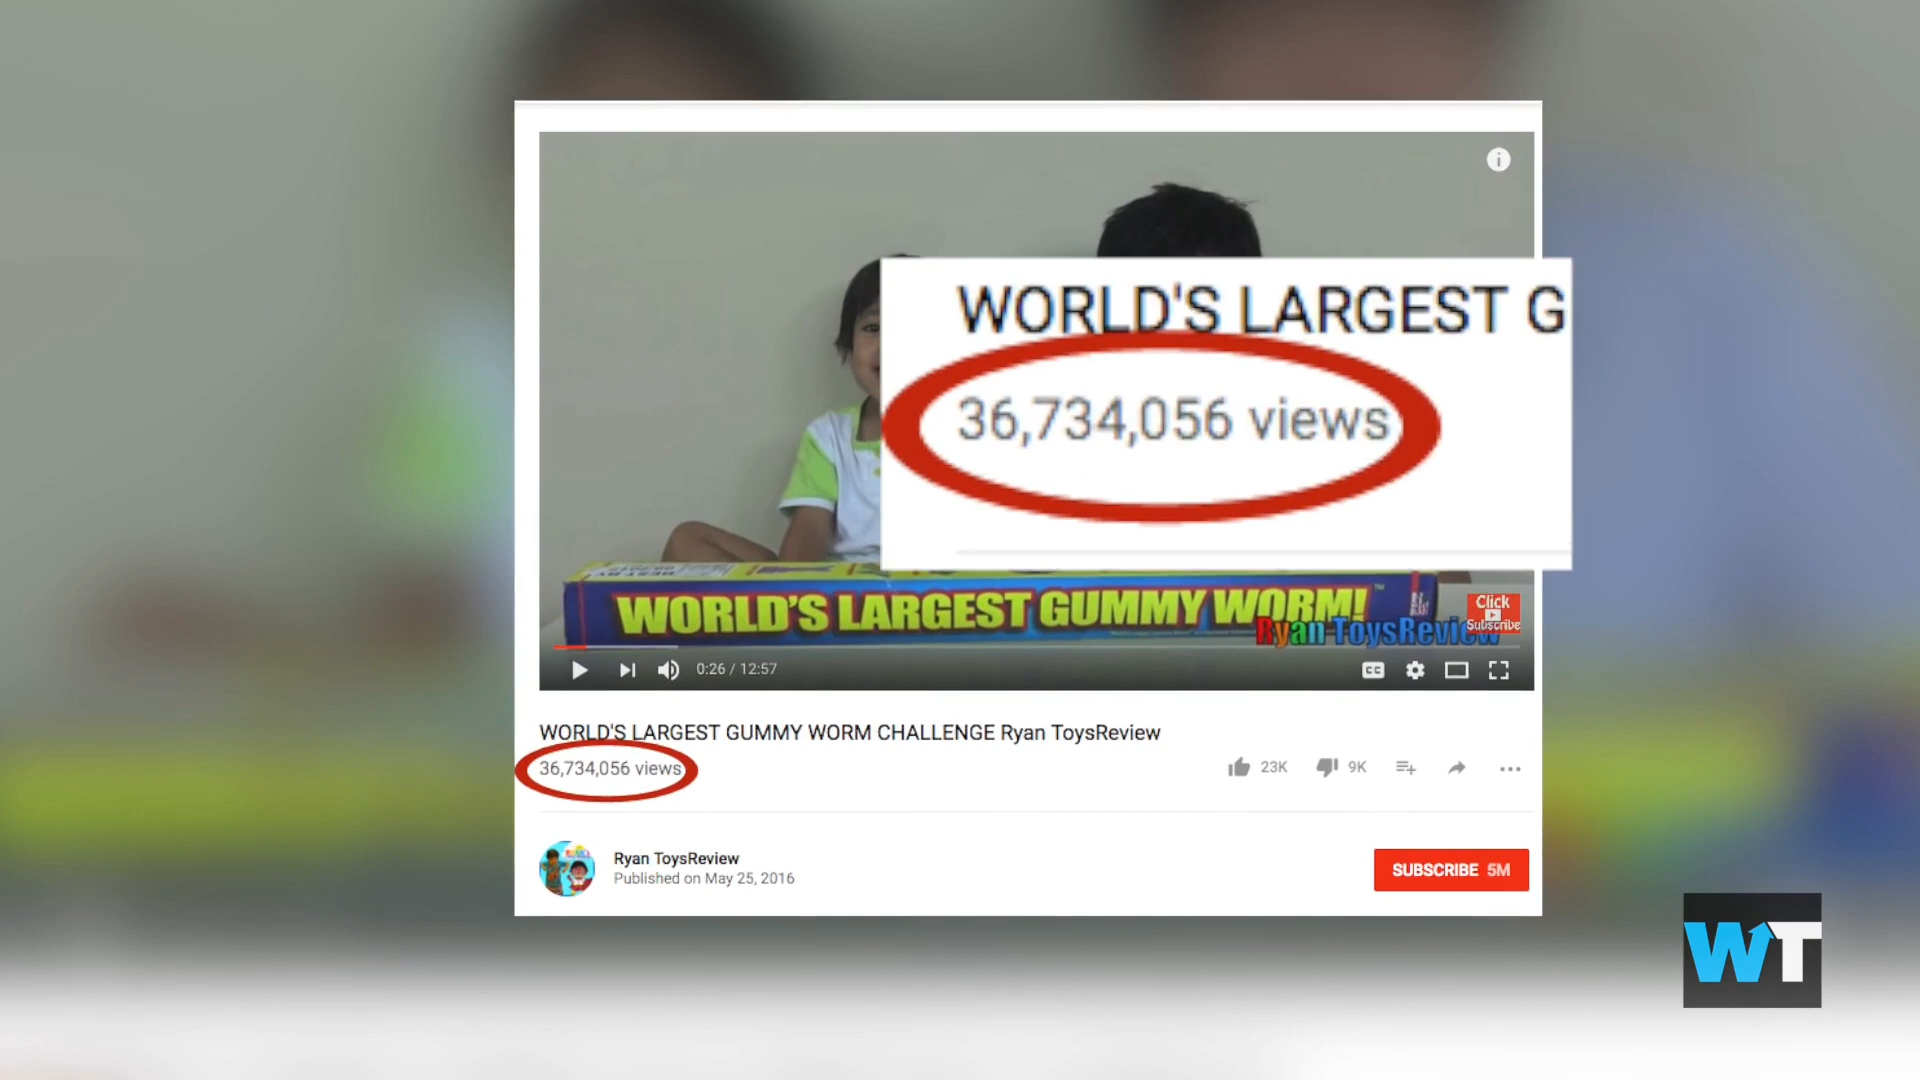 WORLD'S LARGEST G
36,734,056 views
WORLD'S LARGEST GUMMY WORM!™
Ryan ToysReview
Click
Subscribe
0:26 / 12:57
CC
WORLD'S LARGEST GUMMY WORM CHALLENGE Ryan ToysReview
36,734,056 views
23K
9K
Ryan ToysReview
Published on May 25, 2016
SUBSCRIBE 5M
WT